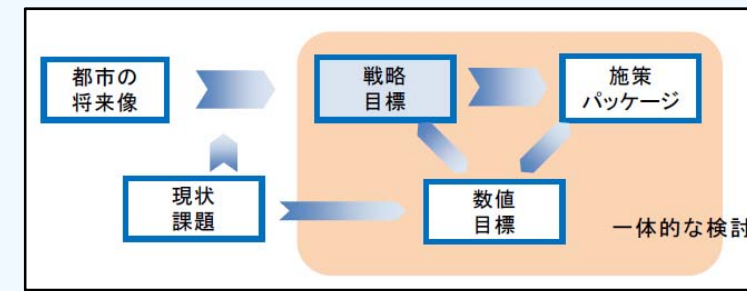 都市の
将来像
戦略
目標
施策
パッケージ
現状
課題
数値
目標
一体的な検討